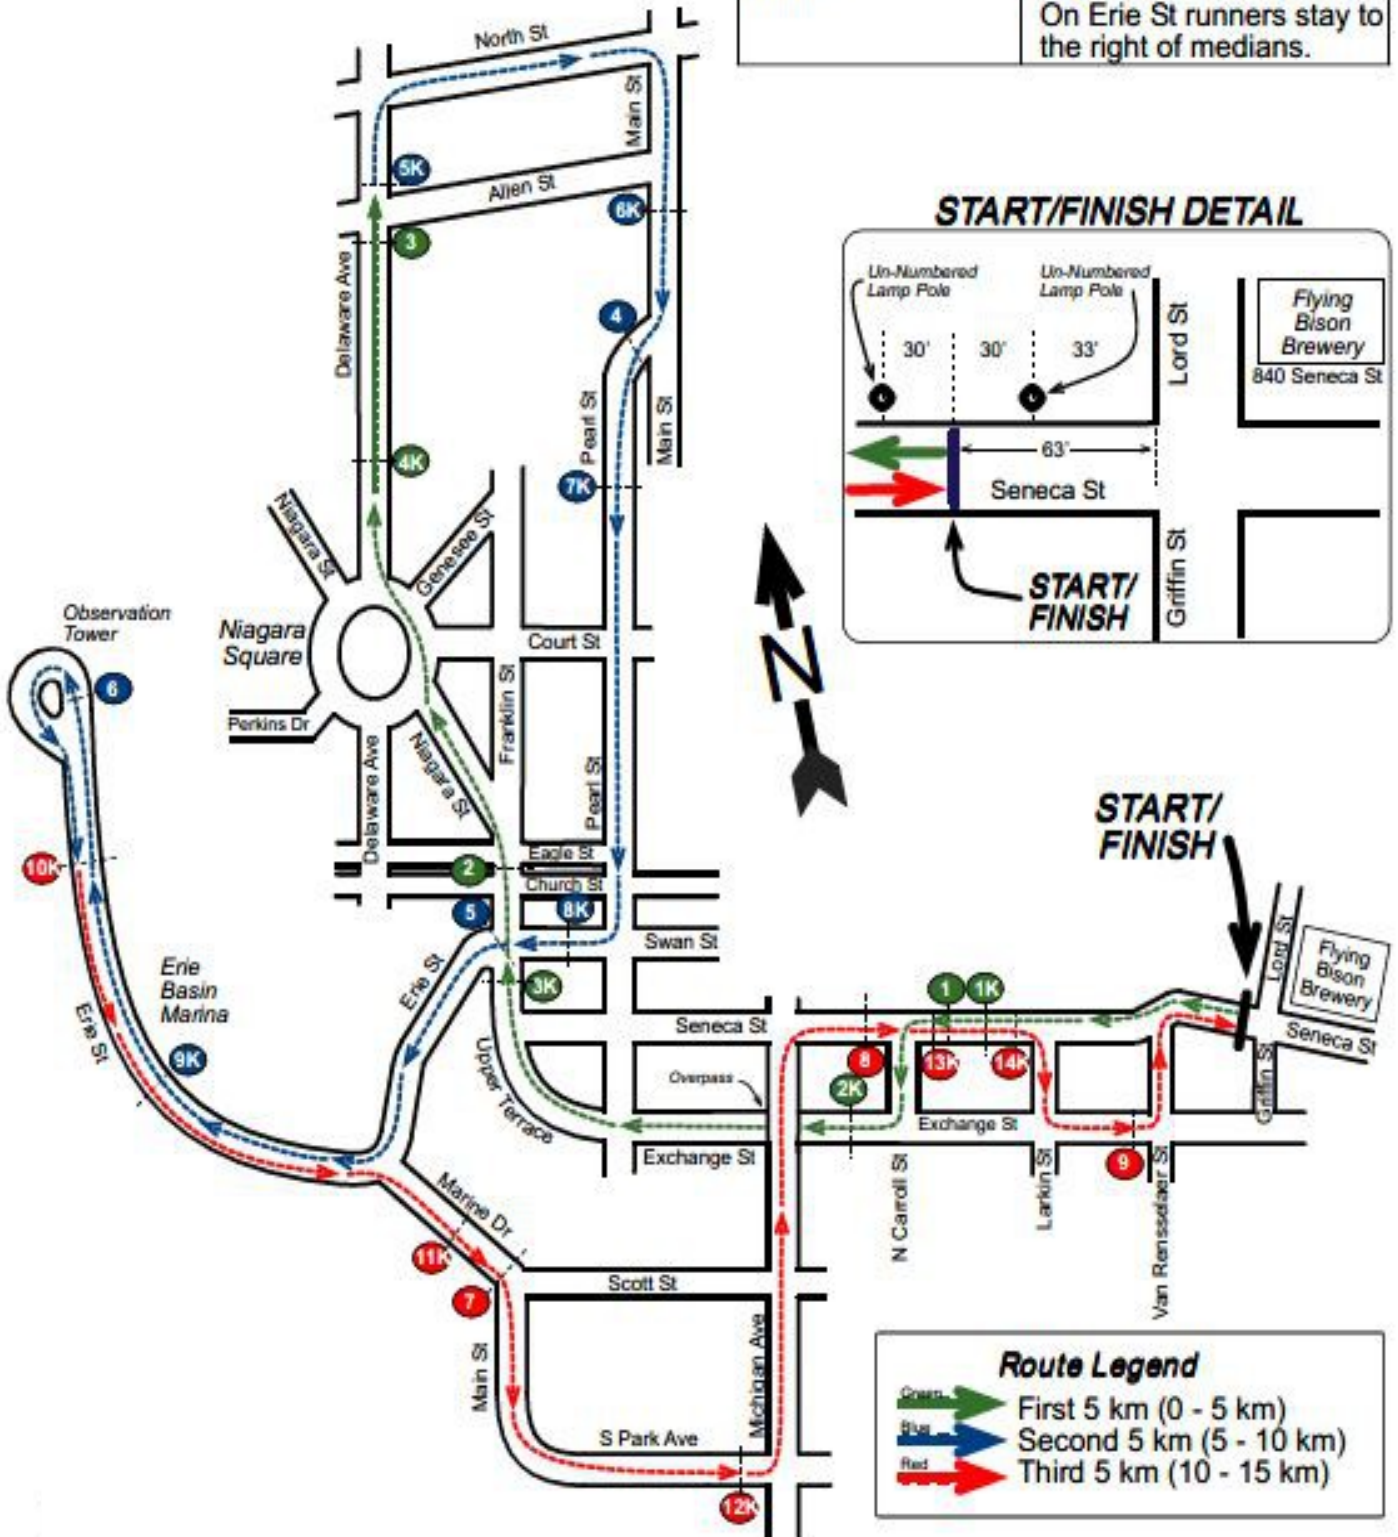 On Erie St runners stay to
the right of medians.
North St
Main St
5K
Allen St
6K
3
Delaware Ave
4
Pearl St
Main St
4K
7K
START/FINISH DETAIL
Un-Numbered
Lamp Pole
Un-Numbered
Lamp Pole
30'
30'
33'
Lord St
Flying
Bison
Brewery
840 Seneca St
63'
Seneca St
START/
FINISH
Griffin St
Niagara St
Genesee St
Observation
Tower
Niagara
Square
Court St
6
Franklin St
Perkins Dr
N
Niagara St
Delaware Ave
Pearl St
START/
FINISH
Eagle St
10K
2
Church St
5
8K
Swan St
Erie St
Lord St
Flying
Bison
Brewery
Erie
Basin
Marina
3K
1
1K
Seneca St
Seneca St
Erie St
9K
Upper Terrace
Overpass
8
13K
14K
2K
Griffin St
Exchange St
Exchange St
9
N Carroll St
Larkin St
Van Rensselaer St
Marine Dr
11K
7
Scott St
Main St
Michigan Ave
S Park Ave
12K
Route Legend
Green
First 5 km (0 - 5 km)
Blue
Second 5 km (5 - 10 km)
Red
Third 5 km (10 - 15 km)